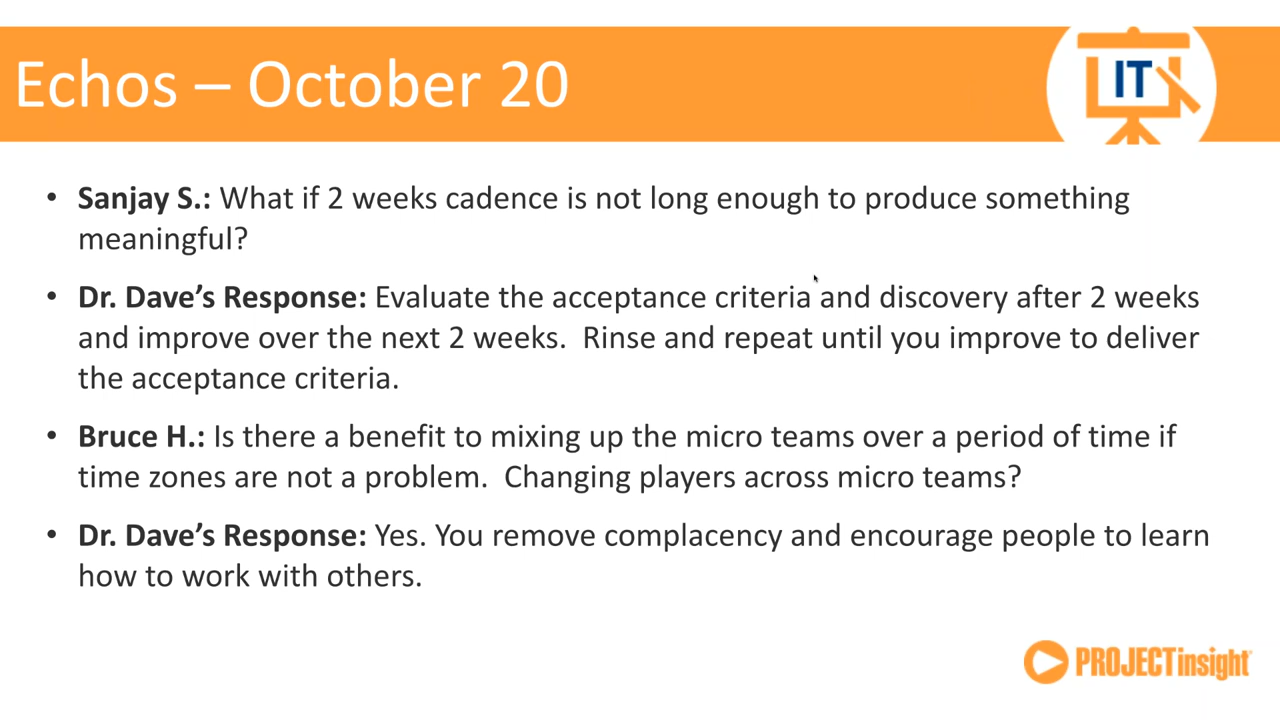 Echos – October 20
IT
• Sanjay S.: What if 2 weeks cadence is not long enough to produce something
meaningful?
• Dr. Dave’s Response: Evaluate the acceptance criteria and discovery after 2 weeks
and improve over the next 2 weeks.  Rinse and repeat until you improve to deliver
the acceptance criteria.
• Bruce H.: Is there a benefit to mixing up the micro teams over a period of time if
time zones are not a problem.  Changing players across micro teams?
• Dr. Dave’s Response: Yes. You remove complacency and encourage people to learn
how to work with others.
PROJECTinsight